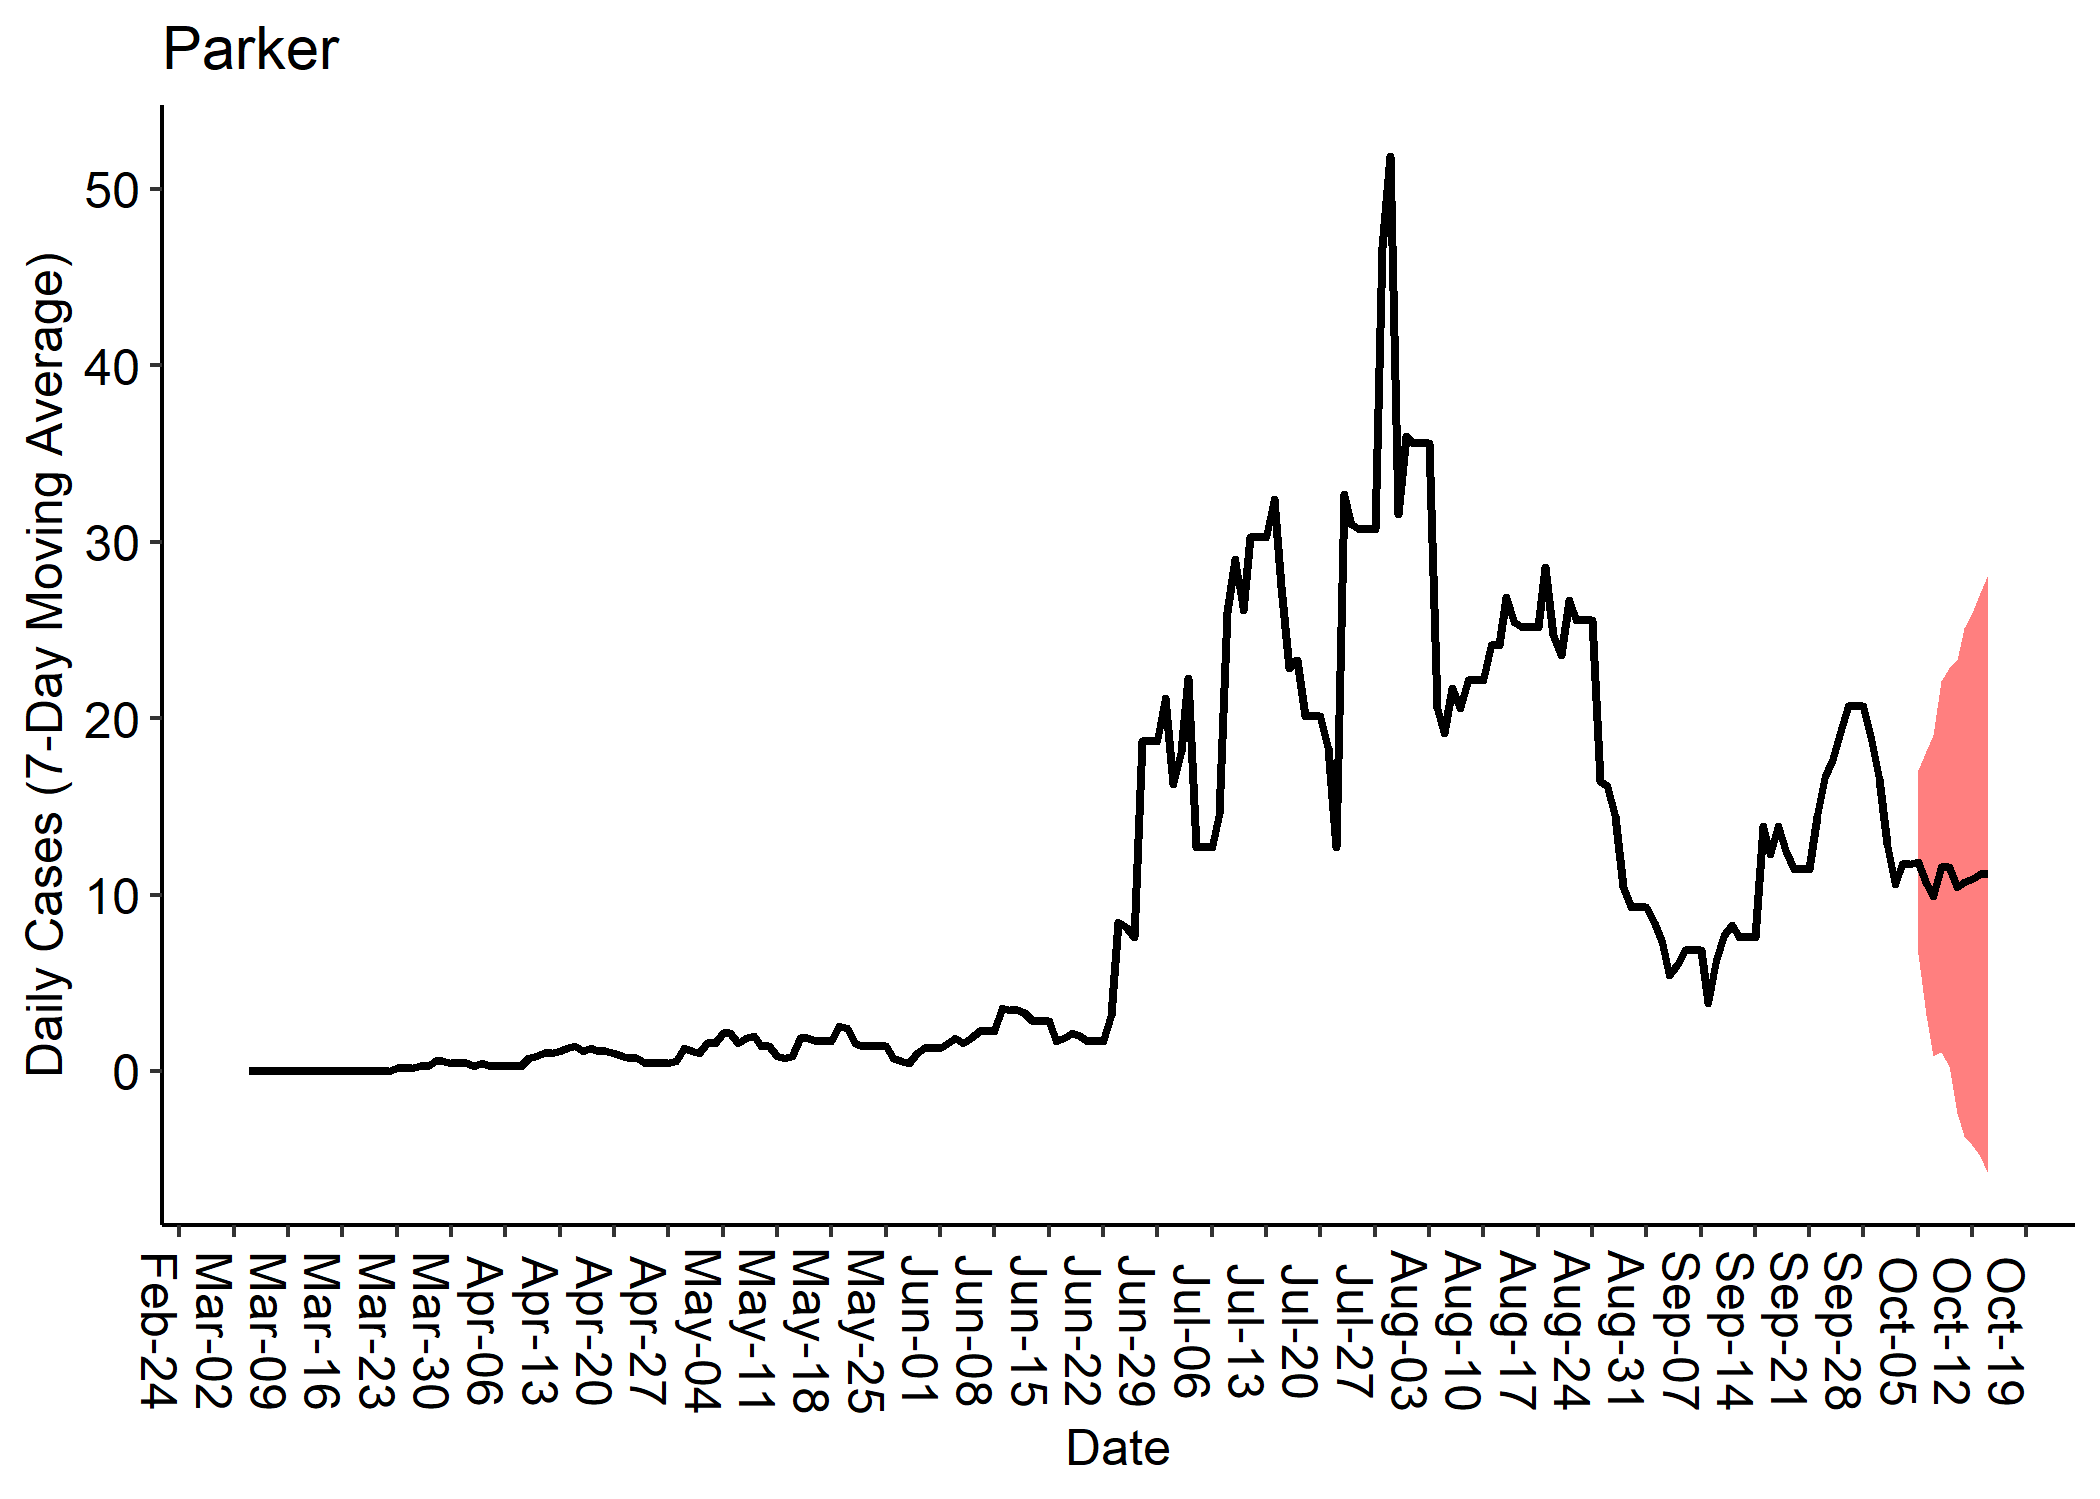 Parker
Daily Cases (7-Day Moving Average)
50
40
30
20
10
0
Feb-24
Mar-02
Mar-09
Mar-16
Mar-23
Mar-30
Apr-06
Apr-13
Apr-20
Apr-27
May-04
May-11
May-18
May-25
Jun-01
Jun-08
Jun-15
Jun-22
Jun-29
Jul-06
Jul-13
Jul-20
Jul-27
Aug-03
Aug-10
Aug-17
Aug-24
Aug-31
Sep-07
Sep-14
Sep-21
Sep-28
Oct-05
Oct-12
Oct-19
Date